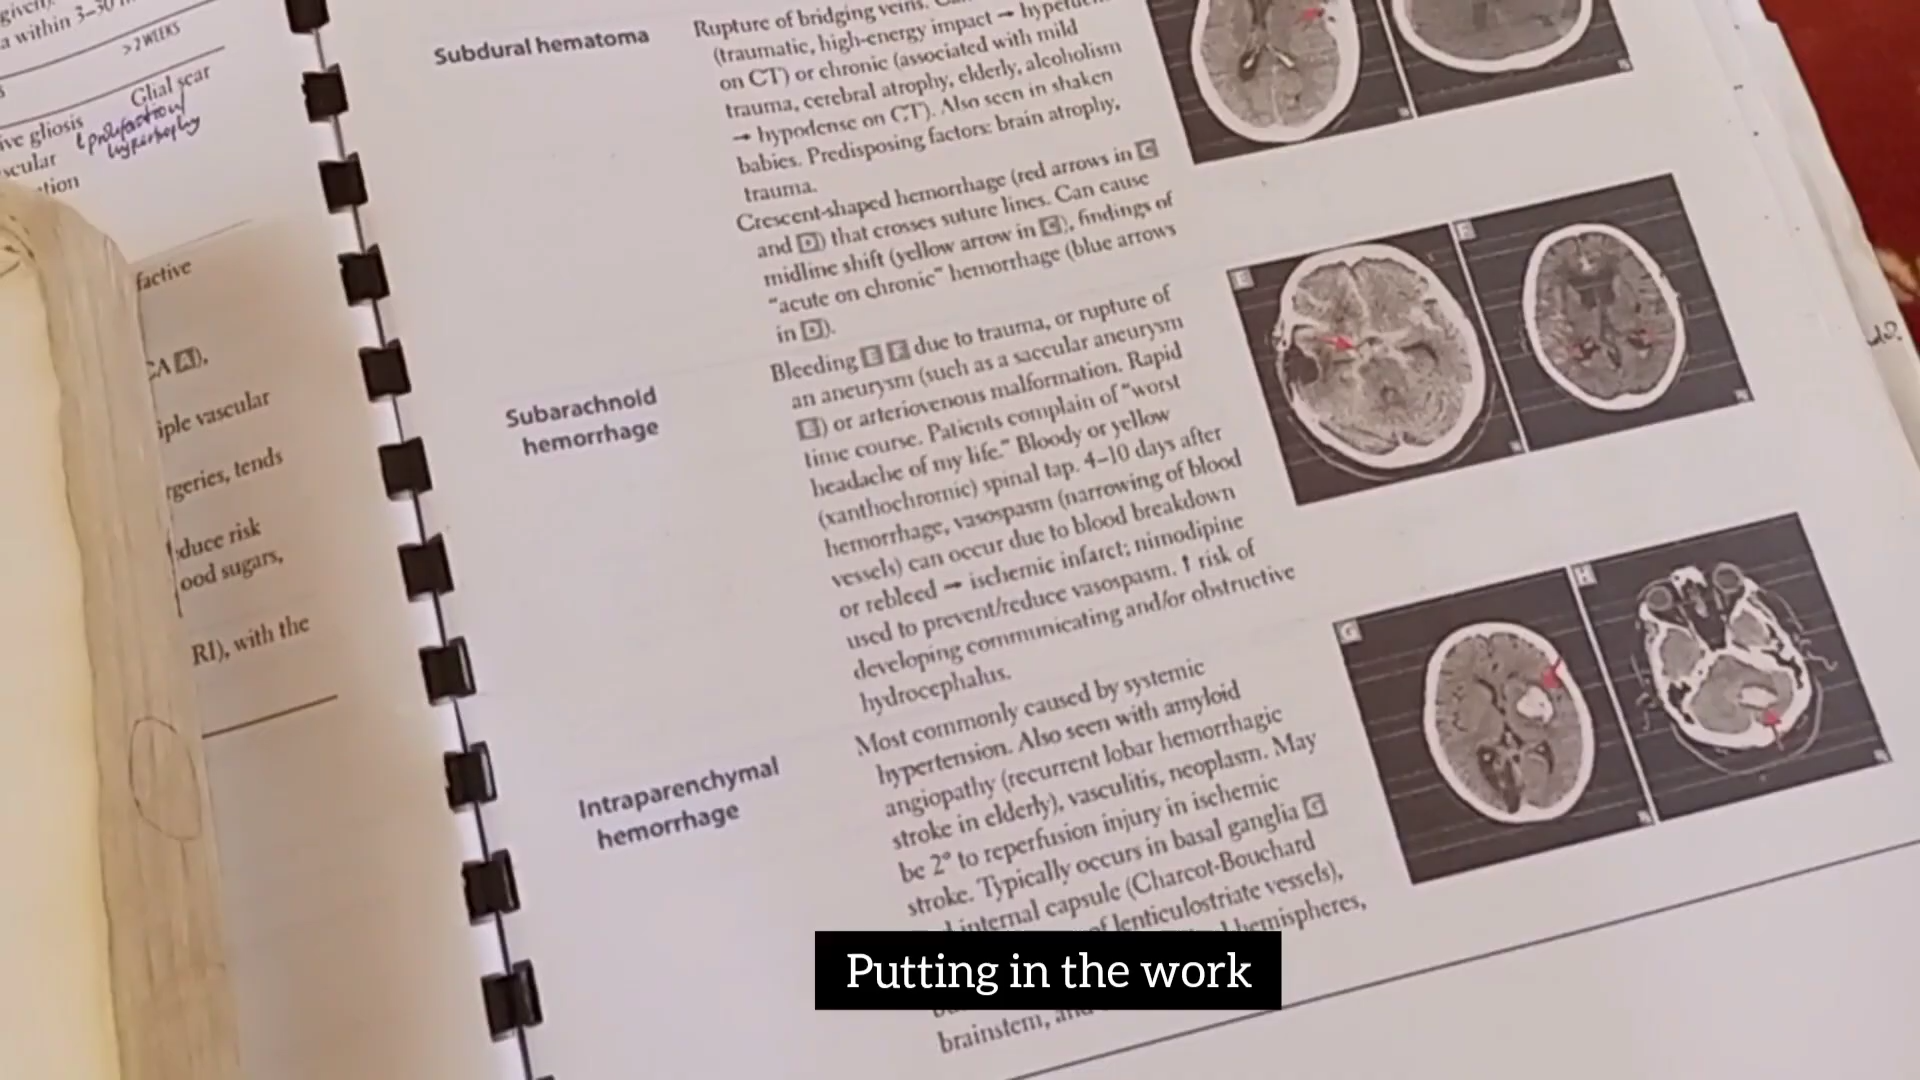 given).
a within 3–30
> 2 WEEKS
Glial scar
ive gliosis
scular
tion
hypertrophy
factive
CA A),
iple vascular
rgeries, tends
duce risk
ood sugars,
RI), with the
Subdural hematoma
Rupture of bridging veins.
(traumatic, high-energy impact →
on CT) or chronic (associated with mild
trauma, cerebral atrophy, elderly, alcoholism
→ hypodense on CT). Also seen in shaken
babies. Predisposing factors: brain atrophy,
trauma.
Crescent-shaped hemorrhage (red arrows in C
and D) that crosses suture lines. Can cause
midline shift (yellow arrow in C), findings of
“acute on chronic” hemorrhage (blue arrows
in D).
Subarachnoid
hemorrhage
Bleeding E F due to trauma, or rupture of
an aneurysm (such as a saccular aneurysm
E) or arteriovenous malformation. Rapid
time course. Patients complain of “worst
headache of my life.” Bloody or yellow
(xanthochromic) spinal tap. 4–10 days after
hemorrhage, vasospasm (narrowing of blood
vessels) can occur due to blood breakdown
or rebleed → ischemic infarct; nimodipine
used to prevent/reduce vasospasm. ↑ risk of
developing communicating and/or obstructive
hydrocephalus.
Intraparenchymal
hemorrhage
Most commonly caused by systemic
hypertension. Also seen with amyloid
angiopathy (recurrent lobar hemorrhagic
stroke in elderly), vasculitis, neoplasm. May
be 2° to reperfusion injury in ischemic
stroke. Typically occurs in basal ganglia G
internal capsule (Charcot-Bouchard
of lenticulostriate vessels),
hemispheres,
brainstem,
E
F
G
H
Putting in the work